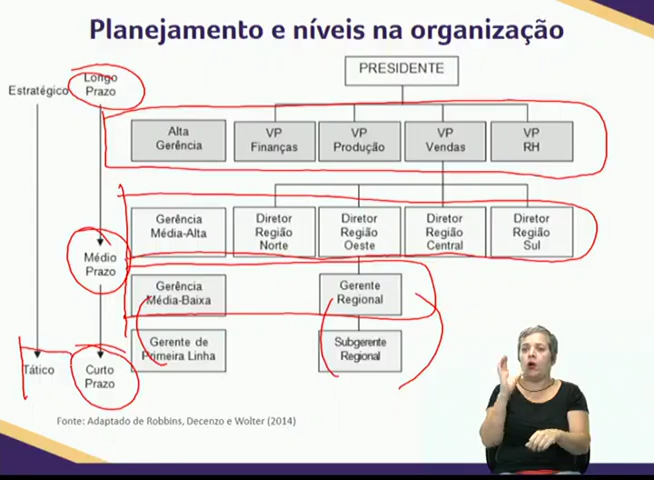 Planejamento e níveis na organização
PRESIDENTE
Estratégico
Longo
Prazo
Alta
Gerência
VP
Finanças
VP
Produção
VP
Vendas
VP
RH
Gerência
Média-Alta
Diretor
Região
Norte
Diretor
Região
Oeste
Diretor
Região
Central
Diretor
Região
Sul
Médio
Prazo
Gerência
Média-Baixa
Gerente
Regional
Gerente de
Primeira Linha
Subgerente
Regional
Tático
Curto
Prazo
Fonte: Adaptado de Robbins, Decenzo e Wolter (2014)